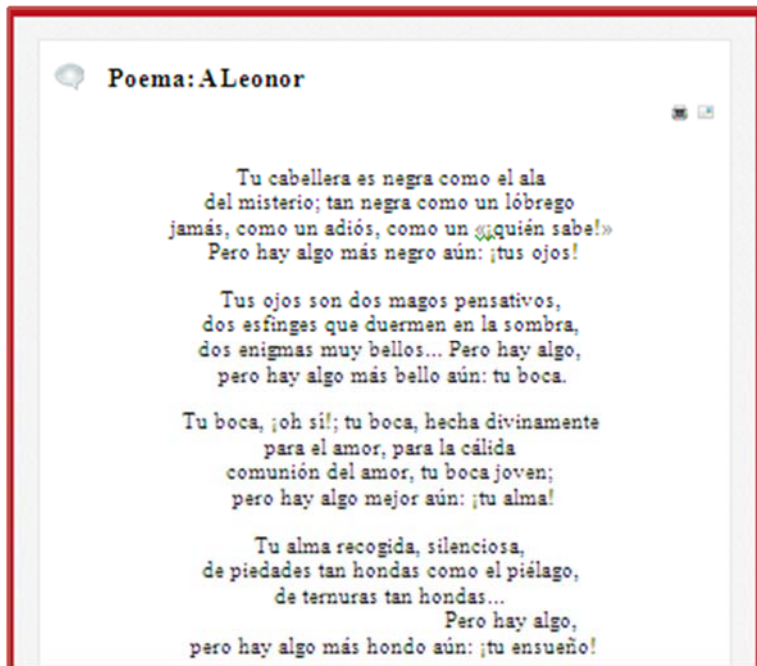 Poema: A Leonor
Tu cabellera es negra como el ala
del misterio; tan negra como un lóbrego
jamás, como un adiós, como un «¡quién sabe!»
Pero hay algo más negro aún: ¡tus ojos!
Tus ojos son dos magos pensativos,
dos esfinges que duermen en la sombra,
dos enigmas muy bellos... Pero hay algo,
pero hay algo más bello aún: tu boca.
Tu boca, ¡oh sí!; tu boca, hecha divinamente
para el amor, para la cálida
comunión del amor, tu boca joven;
pero hay algo mejor aún: ¡tu alma!
Tu alma recogida, silenciosa,
de piedades tan hondas como el piélago,
de ternuras tan hondas...
Pero hay algo,
pero hay algo más hondo aún: ¡tu ensueño!